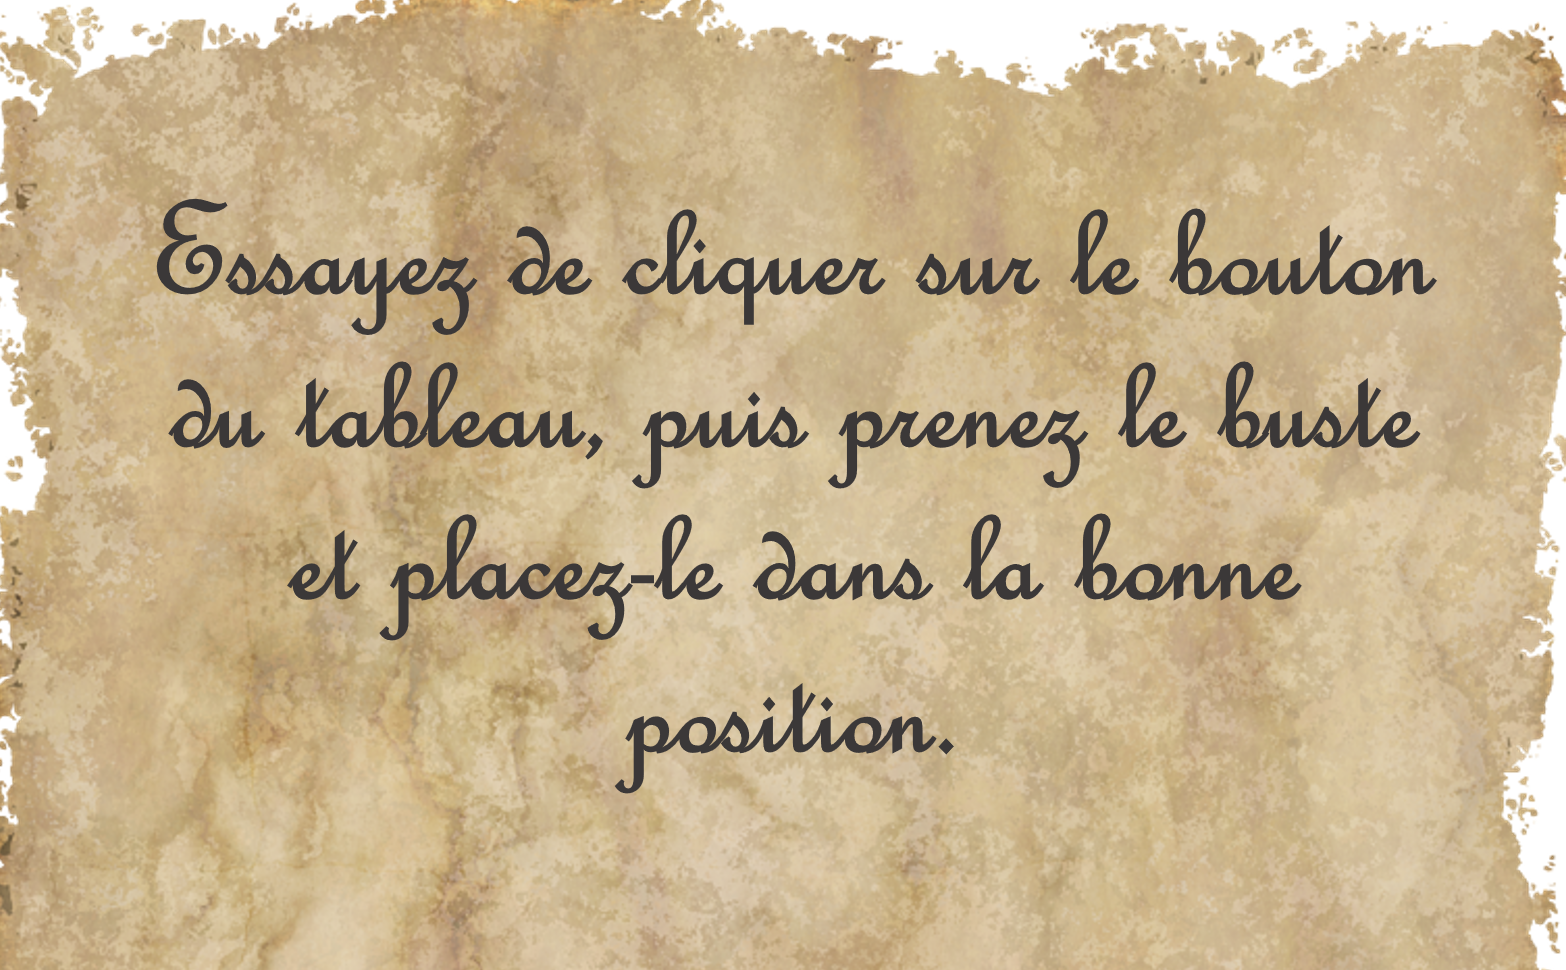 Essayez de cliquer sur le bouton
du tableau, puis prenez le buste
et placez-le dans la bonne
position.